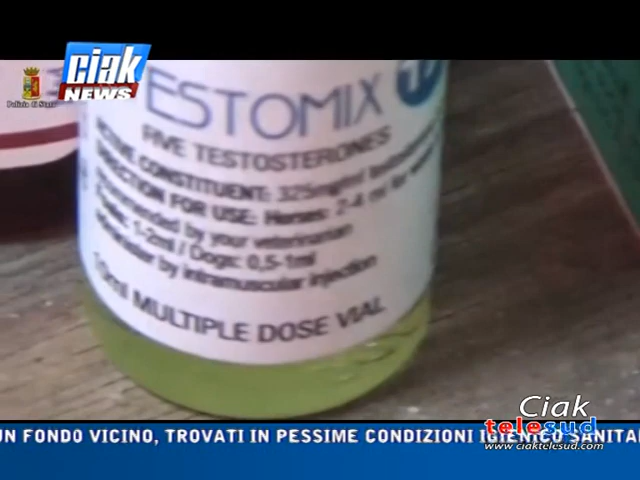 ciak
NEWS
Polizia di Stato
ESTOMIX
FIVE TESTOSTERONES
ACTIVE CONSTITUENT: 325mg/ml
DIRECTION FOR USE: Horses: 2-4 ml for
recommended by your veterinarian
1-2ml / Dogs: 0,5-1ml
administer by intramuscular injection
10ml MULTIPLE DOSE VIAL
Ciak
telesud
UN FONDO VICINO, TROVATI IN PESSIME CONDIZIONI IGIENICO SANITA
www.ciaktelesud.com